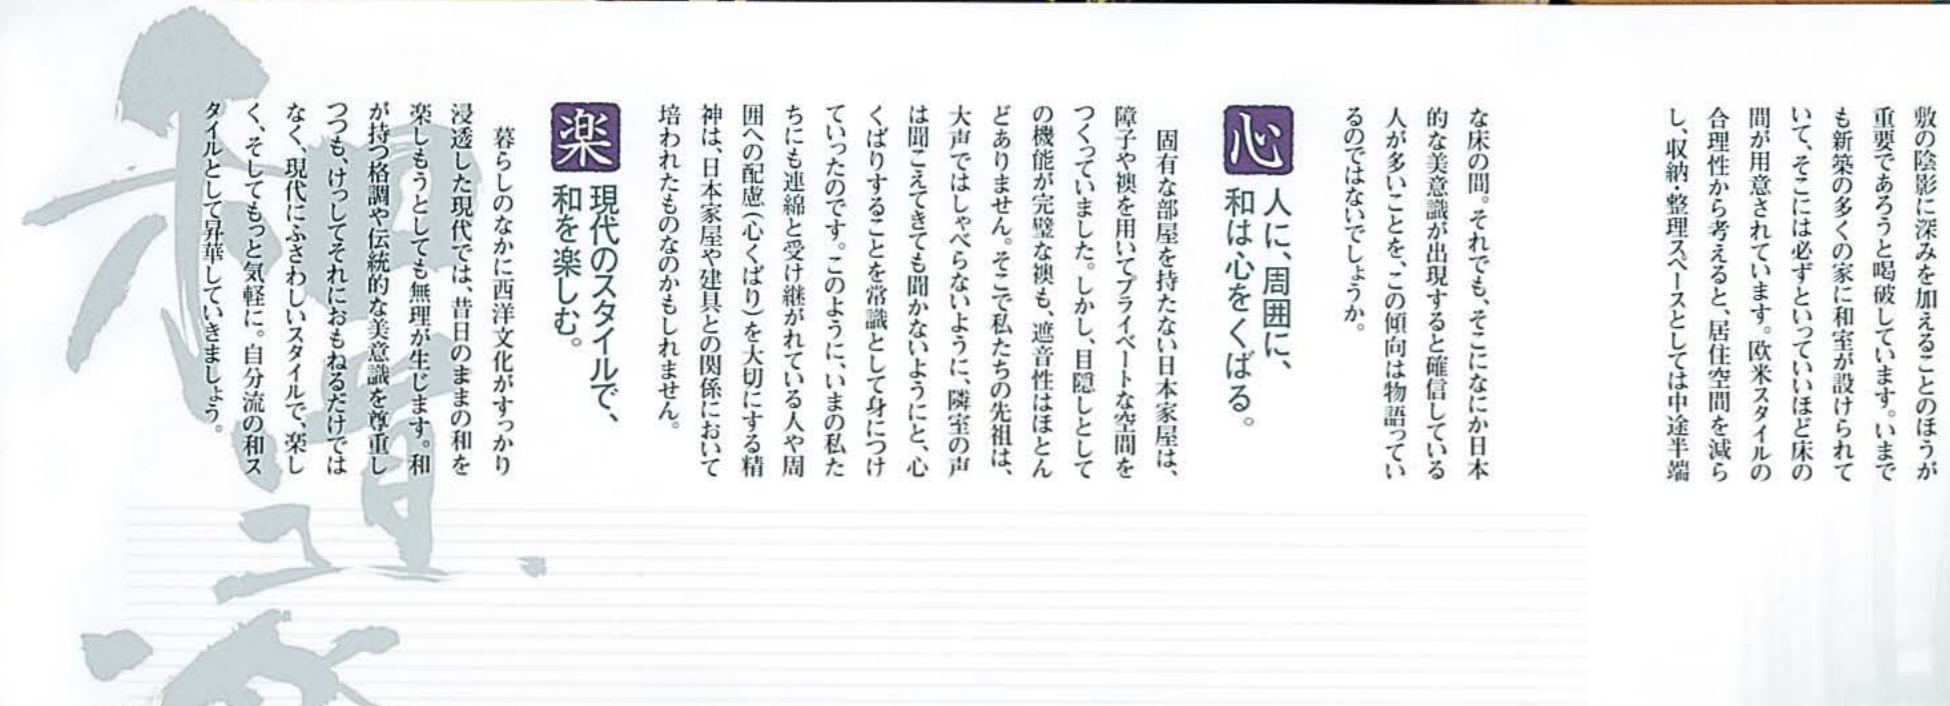 敷の陰影に深みを加えることのほうが
重要であろうと喝破しています。いまで
も新築の多くの家に和室が設けられて
いて、そこには必ずといっていいほど床の
間が用意されています。欧米スタイルの
合理性から考えると、居住空間を減ら
し、収納・整理スペースとしては中途半端
な床の間。それでも、そこになにか日本
的な美意識が出現すると確信している
人が多いことを、この傾向は物語ってい
るのではないでしょうか。
心
人に、周囲に、
和は心をくばる。
固有な部屋を持たない日本家屋は、
障子や襖を用いてプライベートな空間を
つくっていました。しかし、目隠しとして
の機能が完璧な襖も、遮音性はほとん
どありません。そこで私たちの先祖は、
大声ではしゃべらないように、隣室の声
は聞こえてきても聞かないようにと、心
くばりすることを常識として身につけ
ていったのです。このように、いまの私た
ちにも連綿と受け継がれている人や周
囲への配慮(心くばり)を大切にする精
神は、日本家屋や建具との関係において
培われたものなのかもしれません。
楽
現代のスタイルで、
和を楽しむ。
暮らしのなかに西洋文化がすっかり
浸透した現代では、昔日のままの和を
楽しもうとしても無理が生じます。和
が持つ格調や伝統的な美意識を尊重し
つつも、けっしてそれにおもねるだけでは
なく、現代にふさわしいスタイルで、楽し
く、そしてもっと気軽に。自分流の和ス
タイルとして昇華していきましょう。